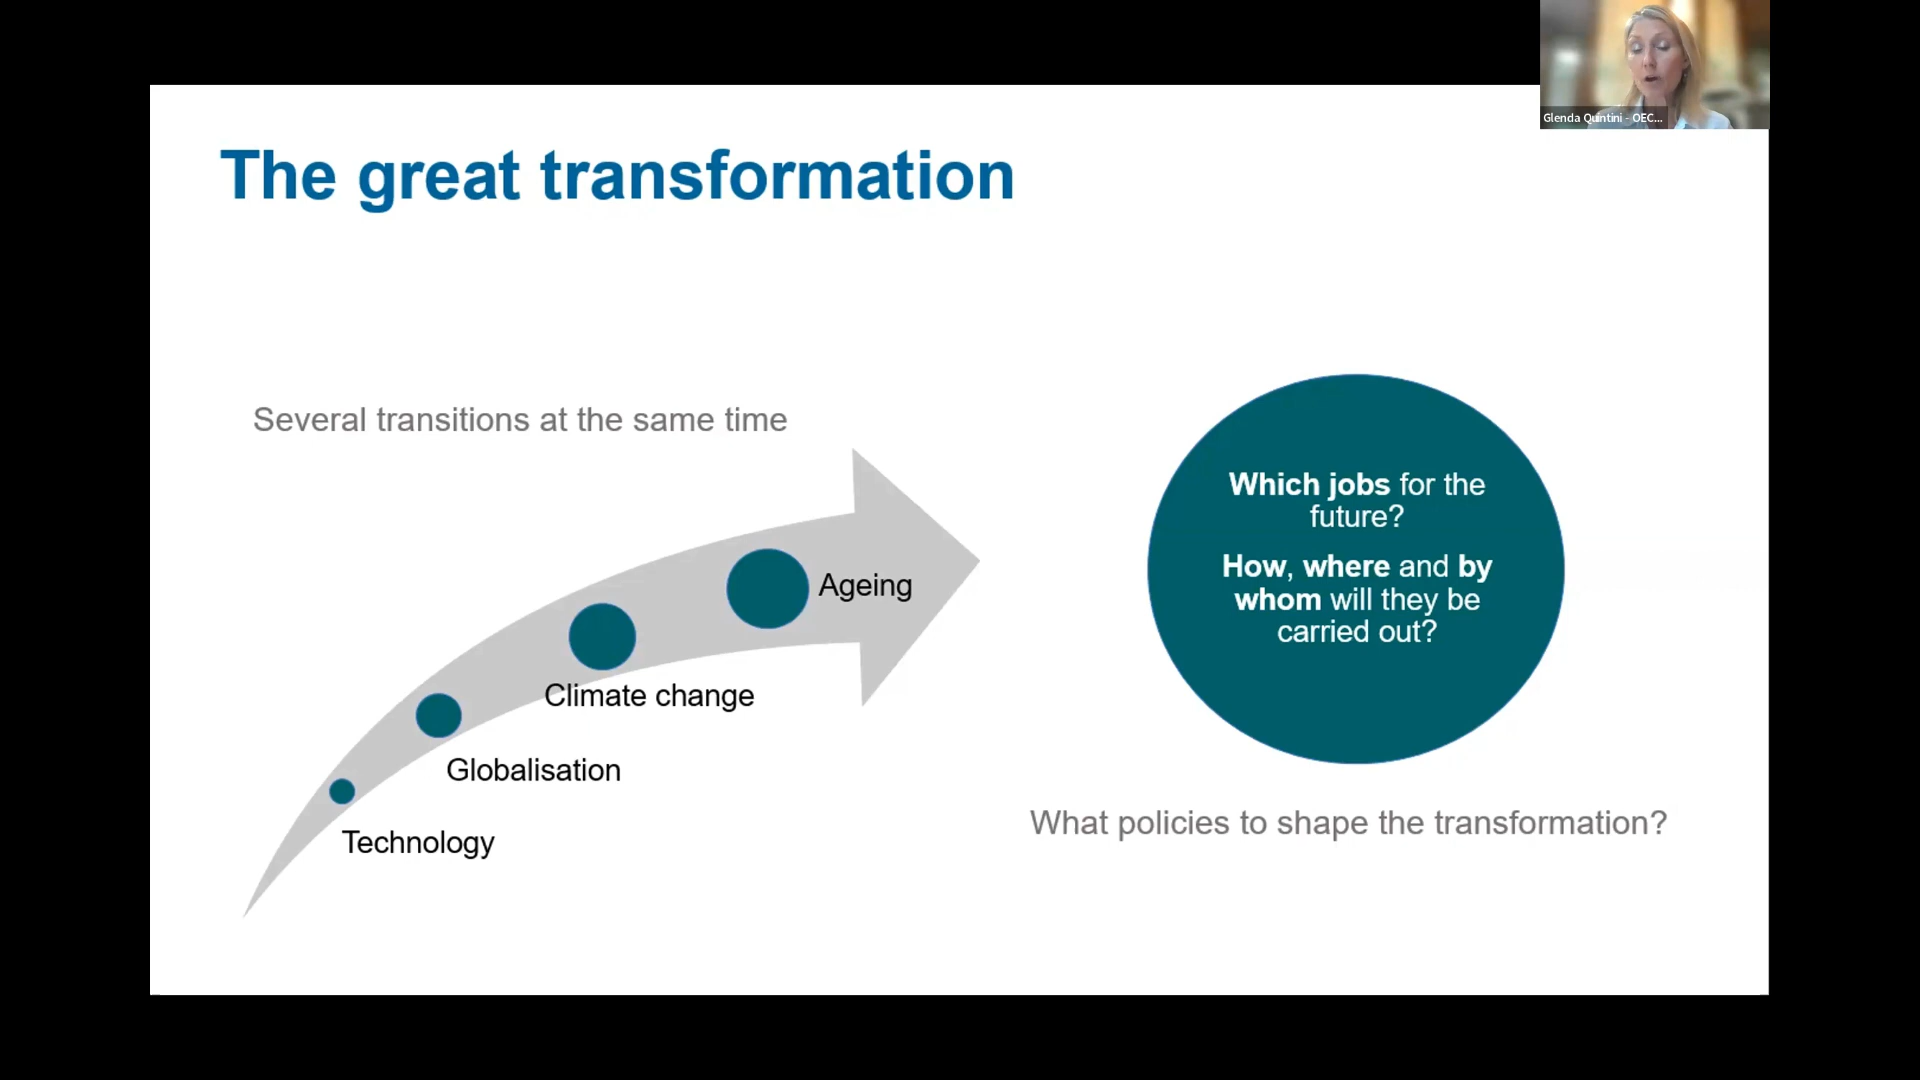 Glenda Quintini - OEC...
The great transformation
Several transitions at the same time
Ageing
Climate change
Globalisation
Technology
Which jobs for the
future?
How, where and by
whom will they be
carried out?
What policies to shape the transformation?